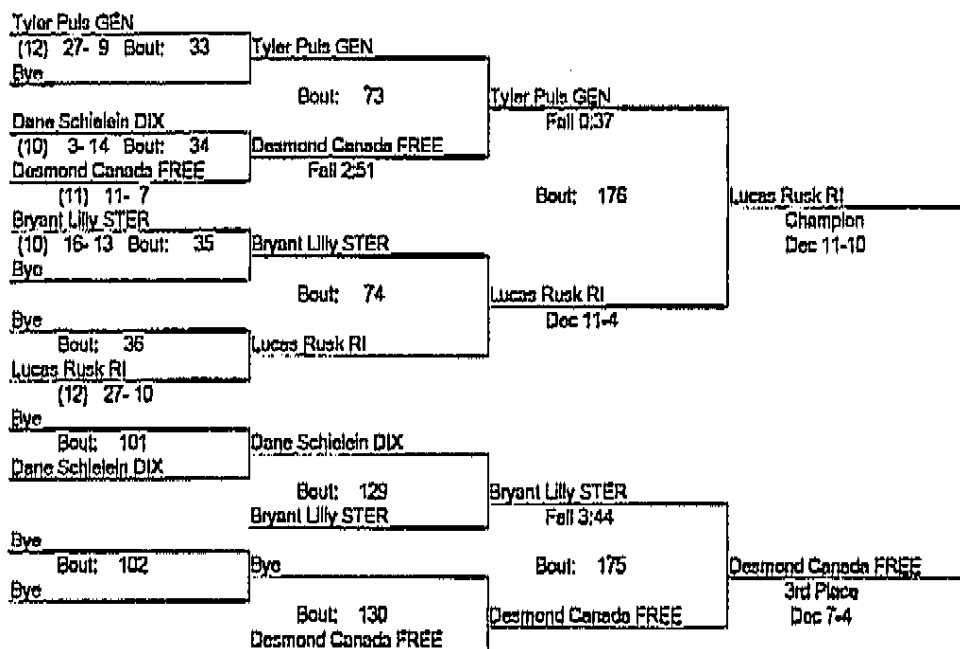 Tyler Puls GEN
(12) 27- 9 Bout: 33
Bye
Tyler Puls GEN
Bout: 73
Dane Schielein DIX
(10) 3-14 Bout: 34
Desmond Canada FREE
(11) 11- 7
Desmond Canada FREE
Fall 2:51
Tyler Puls GEN
Fall 0:37
Bout: 176
Bryant Lilly STER
(10) 16-13 Bout: 35
Bye
Bryant Lilly STER
Bout: 74
Bye
Bout: 36
Lucas Rusk RI
(12) 27-10
Lucas Rusk RI
Lucas Rusk RI
Dec 11-4
Lucas Rusk RI
Champion
Dec 11-10
Bye
Bout: 101
Dane Schielein DIX
Dane Schielein DIX
Bout: 129
Bryant Lilly STER
Bryant Lilly STER
Fall 3:44
Bout: 175
Bye
Bout: 102
Bye
Bye
Bout: 130
Desmond Canada FREE
Desmond Canada FREE
Desmond Canada FREE
3rd Place
Dec 7-4